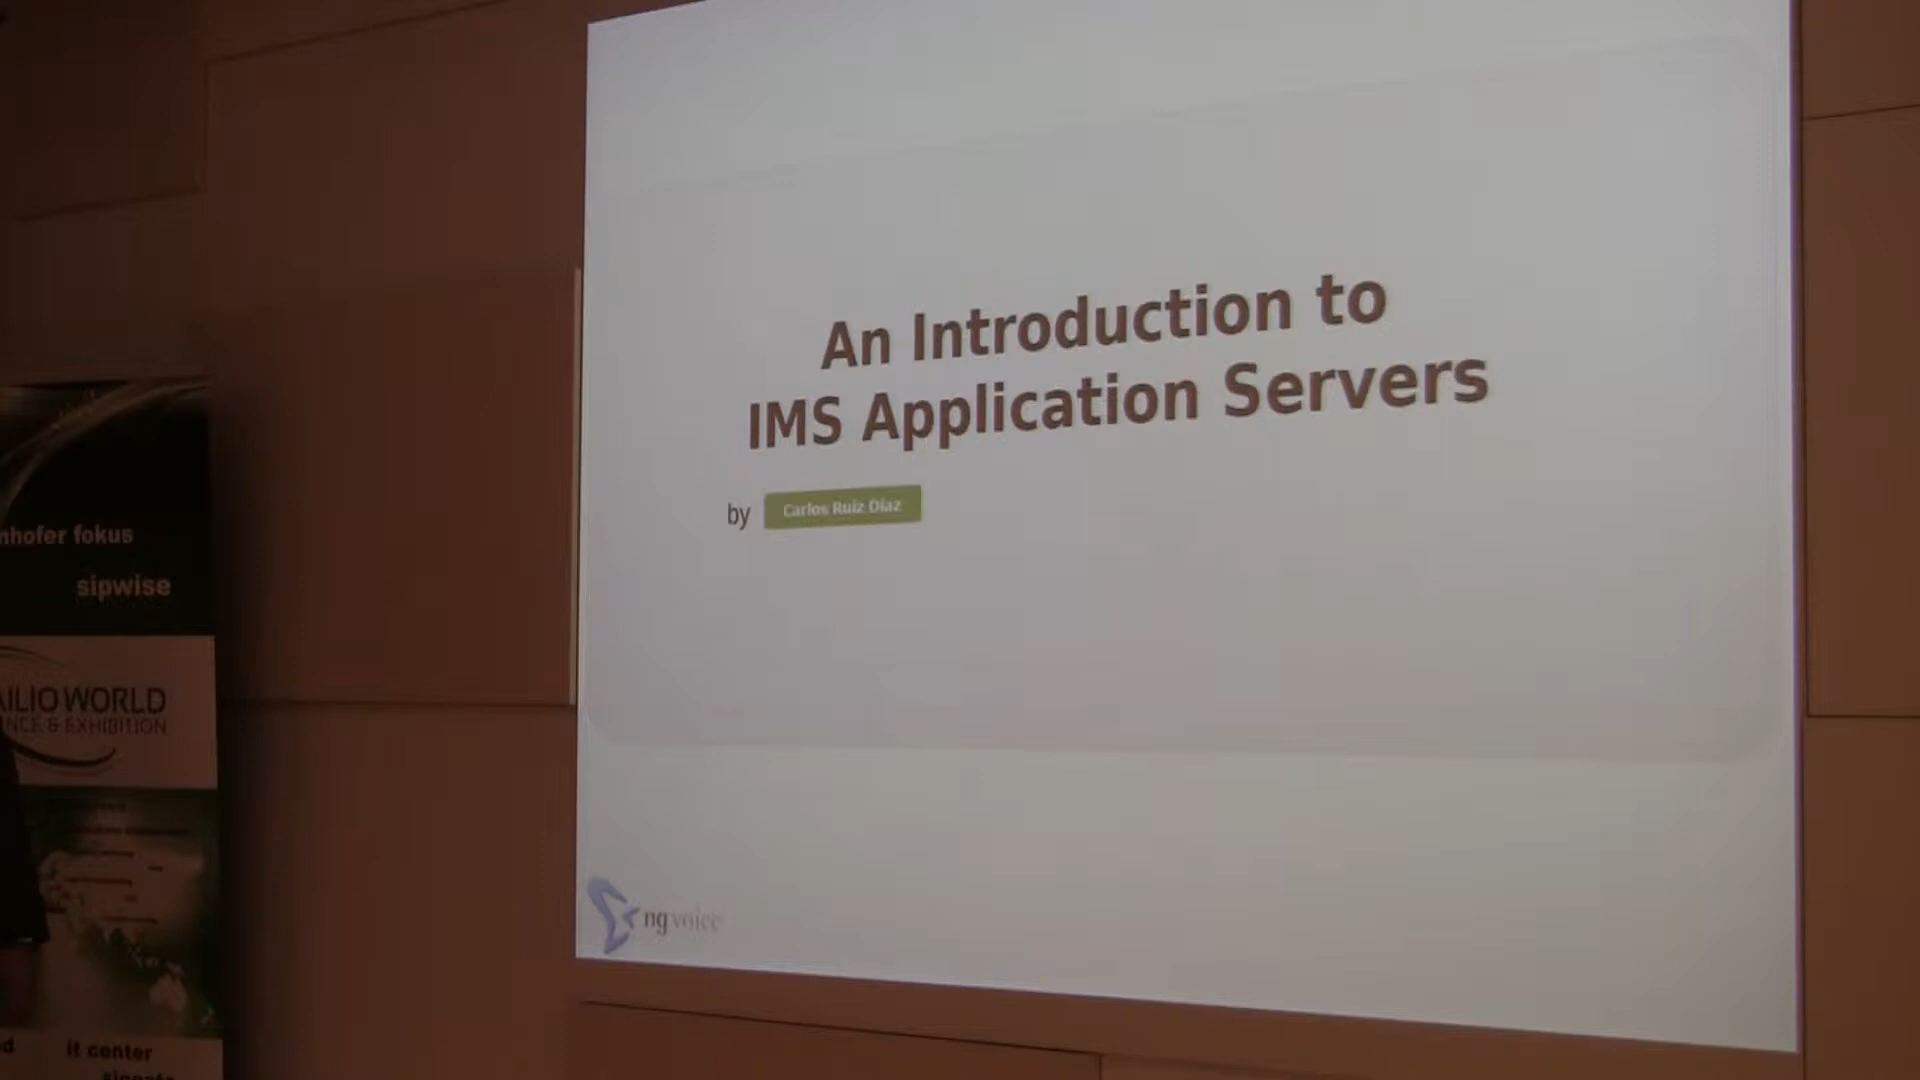 An Introduction to
IMS Application Servers
by Carlos Ruiz Diaz
ng voice
nhofer fokus
sipwise
AILIO WORLD
NCE & EXHIBITION
it center